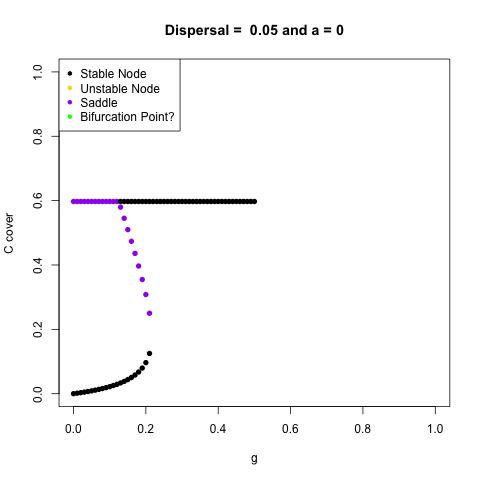 Dispersal =  0.05 and a = 0
Stable Node
Unstable Node
Saddle
Bifurcation Point?
C cover
1.0
0.8
0.6
0.4
0.2
0.0
0.0 0.2 0.4 0.6 0.8 1.0
g